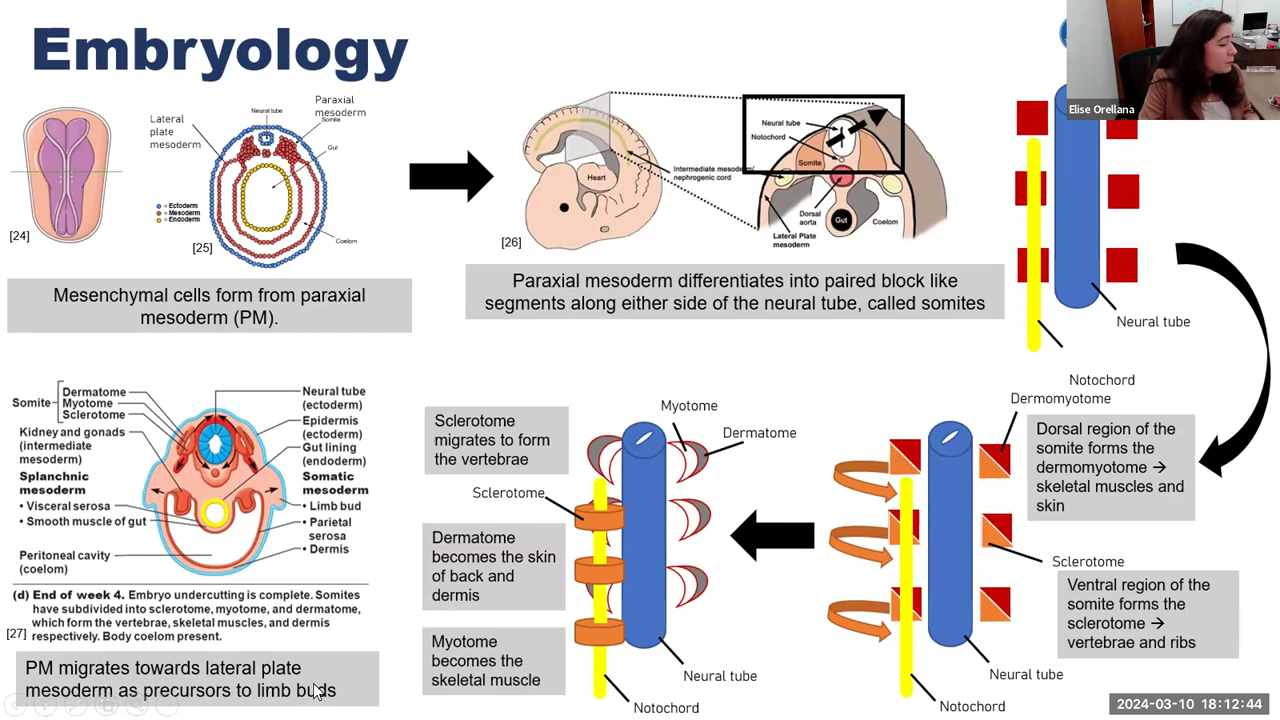 Embryology
Elise Orellana
Lateral
plate
mesoderm
Neural tube
Paraxial
mesoderm
Somite
Gut
= Ectoderm
= Mesoderm
= Endoderm
Coelom
[24]
[25]
Mesenchymal cells form from paraxial
mesoderm (PM).
Heart
[26]
Neural tube
Notochord
Somite
Intermediate mesoderm/
nephrogenic cord
Dorsal
aorta
Gut
Coelom
Lateral Plate
mesoderm
Paraxial mesoderm differentiates into paired block like
segments along either side of the neural tube, called somites
Neural tube
Notochord
Somite
Dermatome
Myotome
Sclerotome
Kidney and gonads
(intermediate
mesoderm)
Splanchnic
mesoderm
• Visceral serosa
• Smooth muscle of gut
Peritoneal cavity
(coelom)
Neural tube
(ectoderm)
Epidermis
(ectoderm)
Gut lining
(endoderm)
Somatic
mesoderm
• Limb bud
• Parietal
serosa
• Dermis
(d) End of week 4. Embryo undercutting is complete. Somites
have subdivided into sclerotome, myotome, and dermatome,
which form the vertebrae, skeletal muscles, and dermis
respectively. Body coelom present.
[27]
PM migrates towards lateral plate
mesoderm as precursors to limb buds
Sclerotome
migrates to form
the vertebrae
Sclerotome
Dermatome
becomes the skin
of back and
dermis
Myotome
becomes the
skeletal muscle
Myotome
Dermatome
Neural tube
Notochord
Dermomyotome
Dorsal region of the
somite forms the
dermomyotome →
skeletal muscles and
skin
Sclerotome
Ventral region of the
somite forms the
sclerotome →
vertebrae and ribs
Neural tube
Notochord
2024-03-10 18:12:44